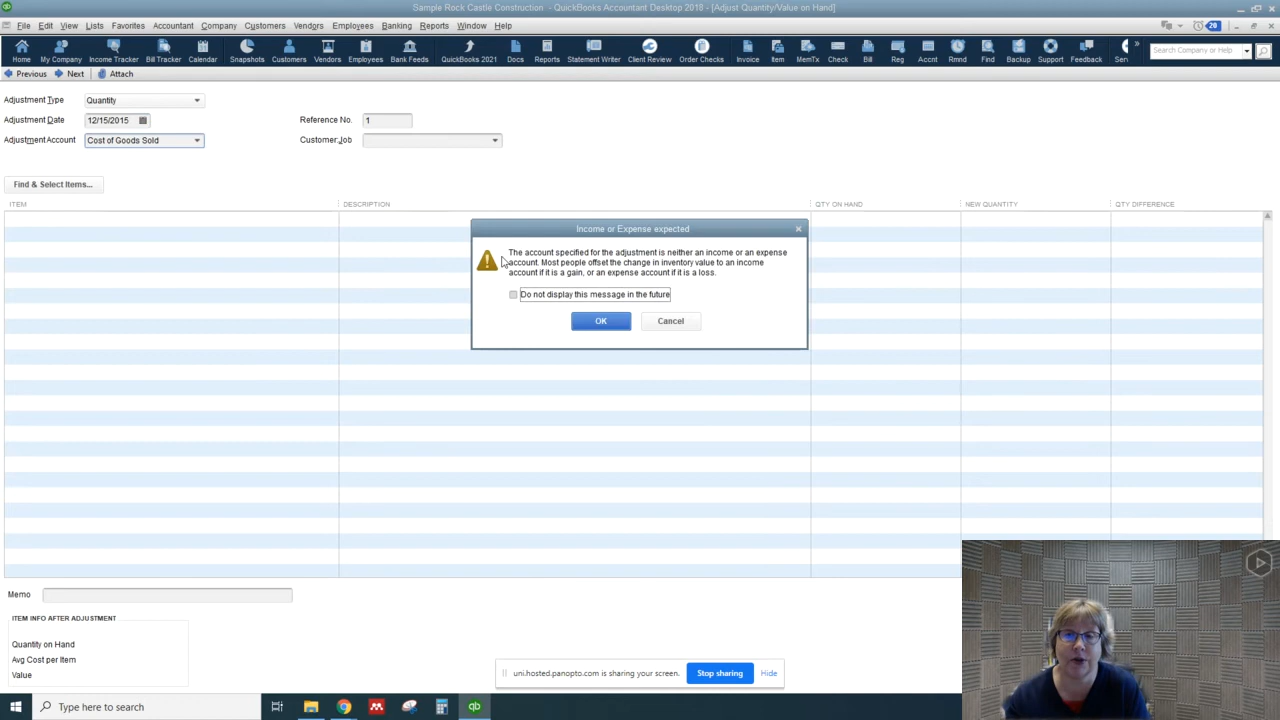 Sample Rock Castle Construction - QuickBooks Accountant Desktop 2018 - [Adjust Quantity/Value on Hand]
File Edit View Lists Favorites Accountant Company Customers Vendors Employees Banking Reports Window Help
20
Home My Company Income Tracker Bill Tracker Calendar Snapshots Customers Vendors Employees Bank Feeds QuickBooks 2021 Docs Reports Statement Writer Client Review Order Checks Invoice Item MemTx Check Bill Reg Accnt Rmnd Find Backup Support Feedback Serv
Search Company or Help
Previous Next Attach
Adjustment Type Quantity
Adjustment Date 12/15/2015 Reference No. 1
Adjustment Account Cost of Goods Sold Customer:Job
Find & Select Items...
ITEM DESCRIPTION QTY ON HAND NEW QUANTITY QTY DIFFERENCE
Income or Expense expected
The account specified for the adjustment is neither an income or an expense
account. Most people offset the change in inventory value to an income
account if it is a gain, or an expense account if it is a loss.
Do not display this message in the future
OK Cancel
Memo
ITEM INFO AFTER ADJUSTMENT
Quantity on Hand
Avg Cost per Item
Value
uni.hosted.panopto.com is sharing your screen. Stop sharing Hide
Type here to search